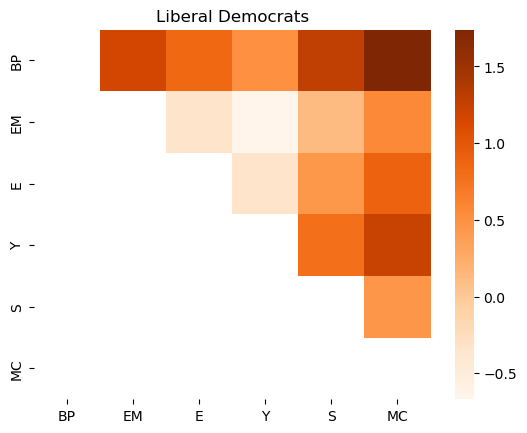 Liberal Democrats
BP
EM
E
Y
S
MC
BP EM E Y S MC
1.5
1.0
0.5
0.0
−0.5